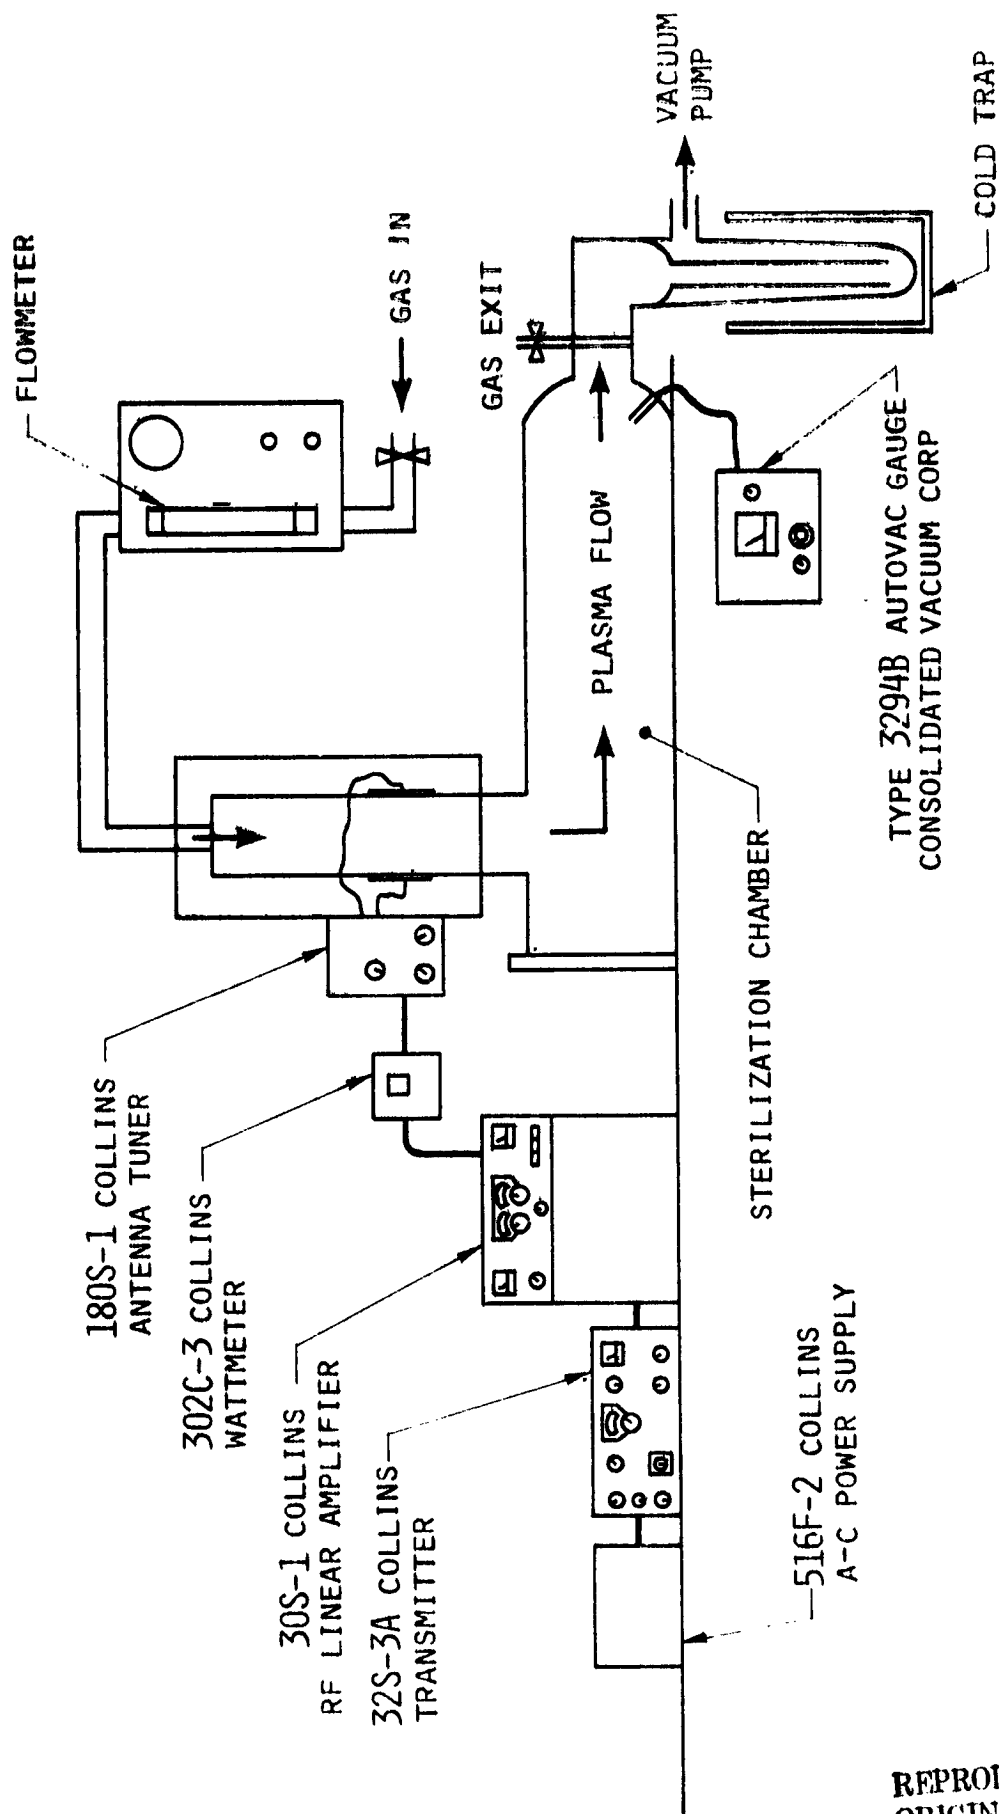 FLOWMETER
GAS IN
GAS EXIT
VACUUM
PUMP
COLD TRAP
PLASMA FLOW
TYPE 3294B AUTOVAC GAUGE
CONSOLIDATED VACUUM CORP
STERILIZATION CHAMBER
180S-1 COLLINS
ANTENNA TUNER
302C-3 COLLINS
WATTMETER
30S-1 COLLINS
RF LINEAR AMPLIFIER
32S-3A COLLINS
TRANSMITTER
516F-2 COLLINS
A-C POWER SUPPLY